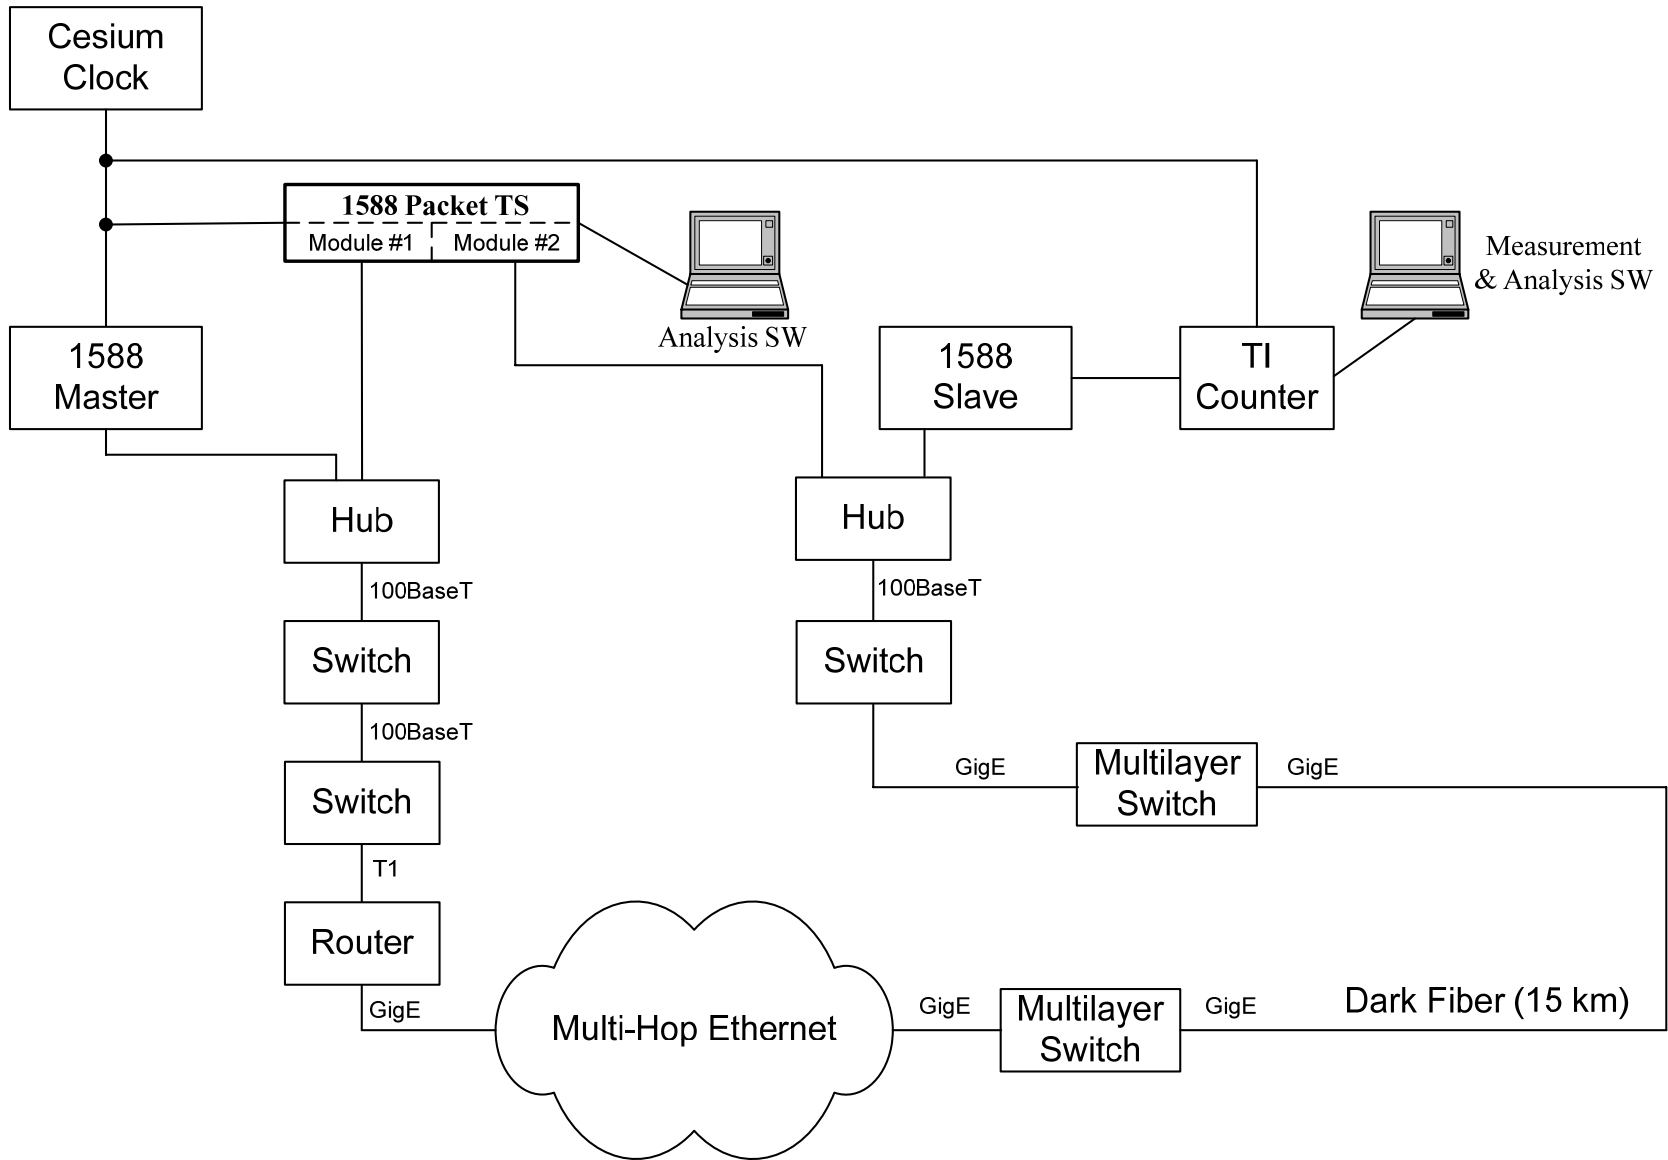 Cesium
Clock
1588 Packet TS
Module #1
Module #2
Measurement
& Analysis SW
Analysis SW
1588
Master
1588
Slave
TI
Counter
Hub
Hub
100BaseT
100BaseT
Switch
Switch
100BaseT
GigE
Multilayer
Switch
GigE
Switch
T1
Router
GigE
Multi-Hop Ethernet
GigE
Multilayer
Switch
GigE
Dark Fiber (15 km)